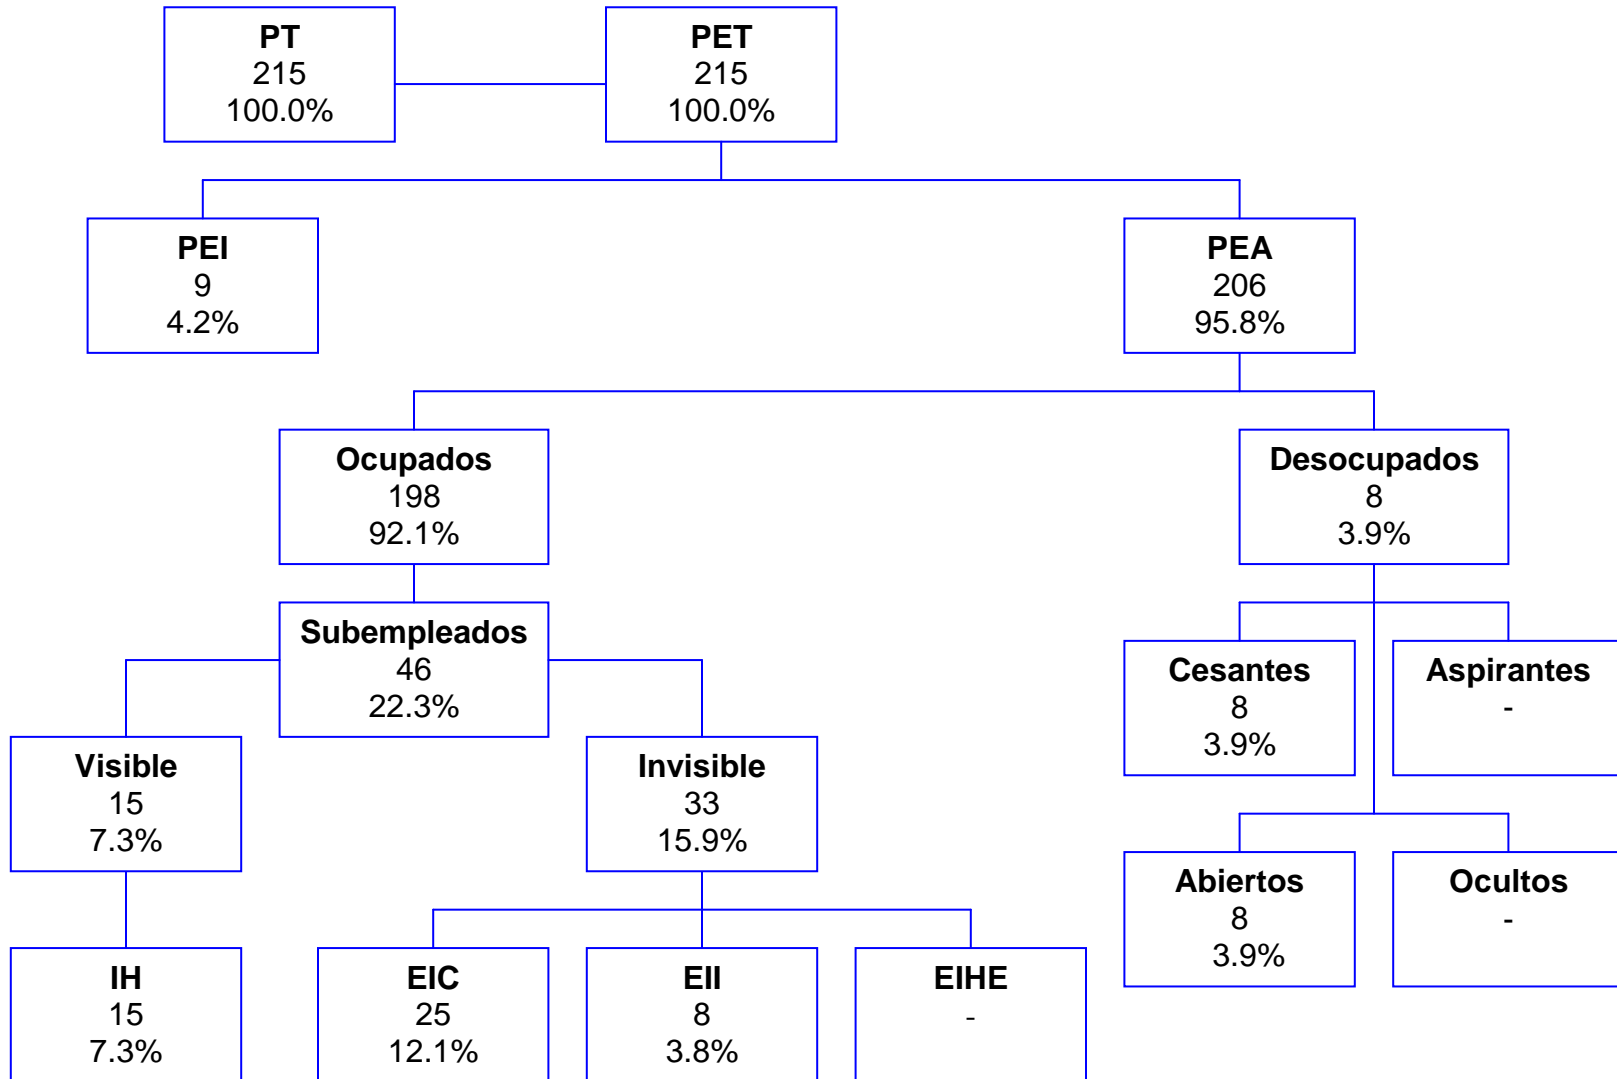 PT
215
100.0%
PET
215
100.0%
PEI
9
4.2%
PEA
206
95.8%
Ocupados
198
92.1%
Desocupados
8
3.9%
Subempleados
46
22.3%
Cesantes
8
3.9%
Aspirantes
-
Visible
15
7.3%
Invisible
33
15.9%
Abiertos
8
3.9%
Ocultos
-
IH
15
7.3%
EIC
25
12.1%
EII
8
3.8%
EIHE
-